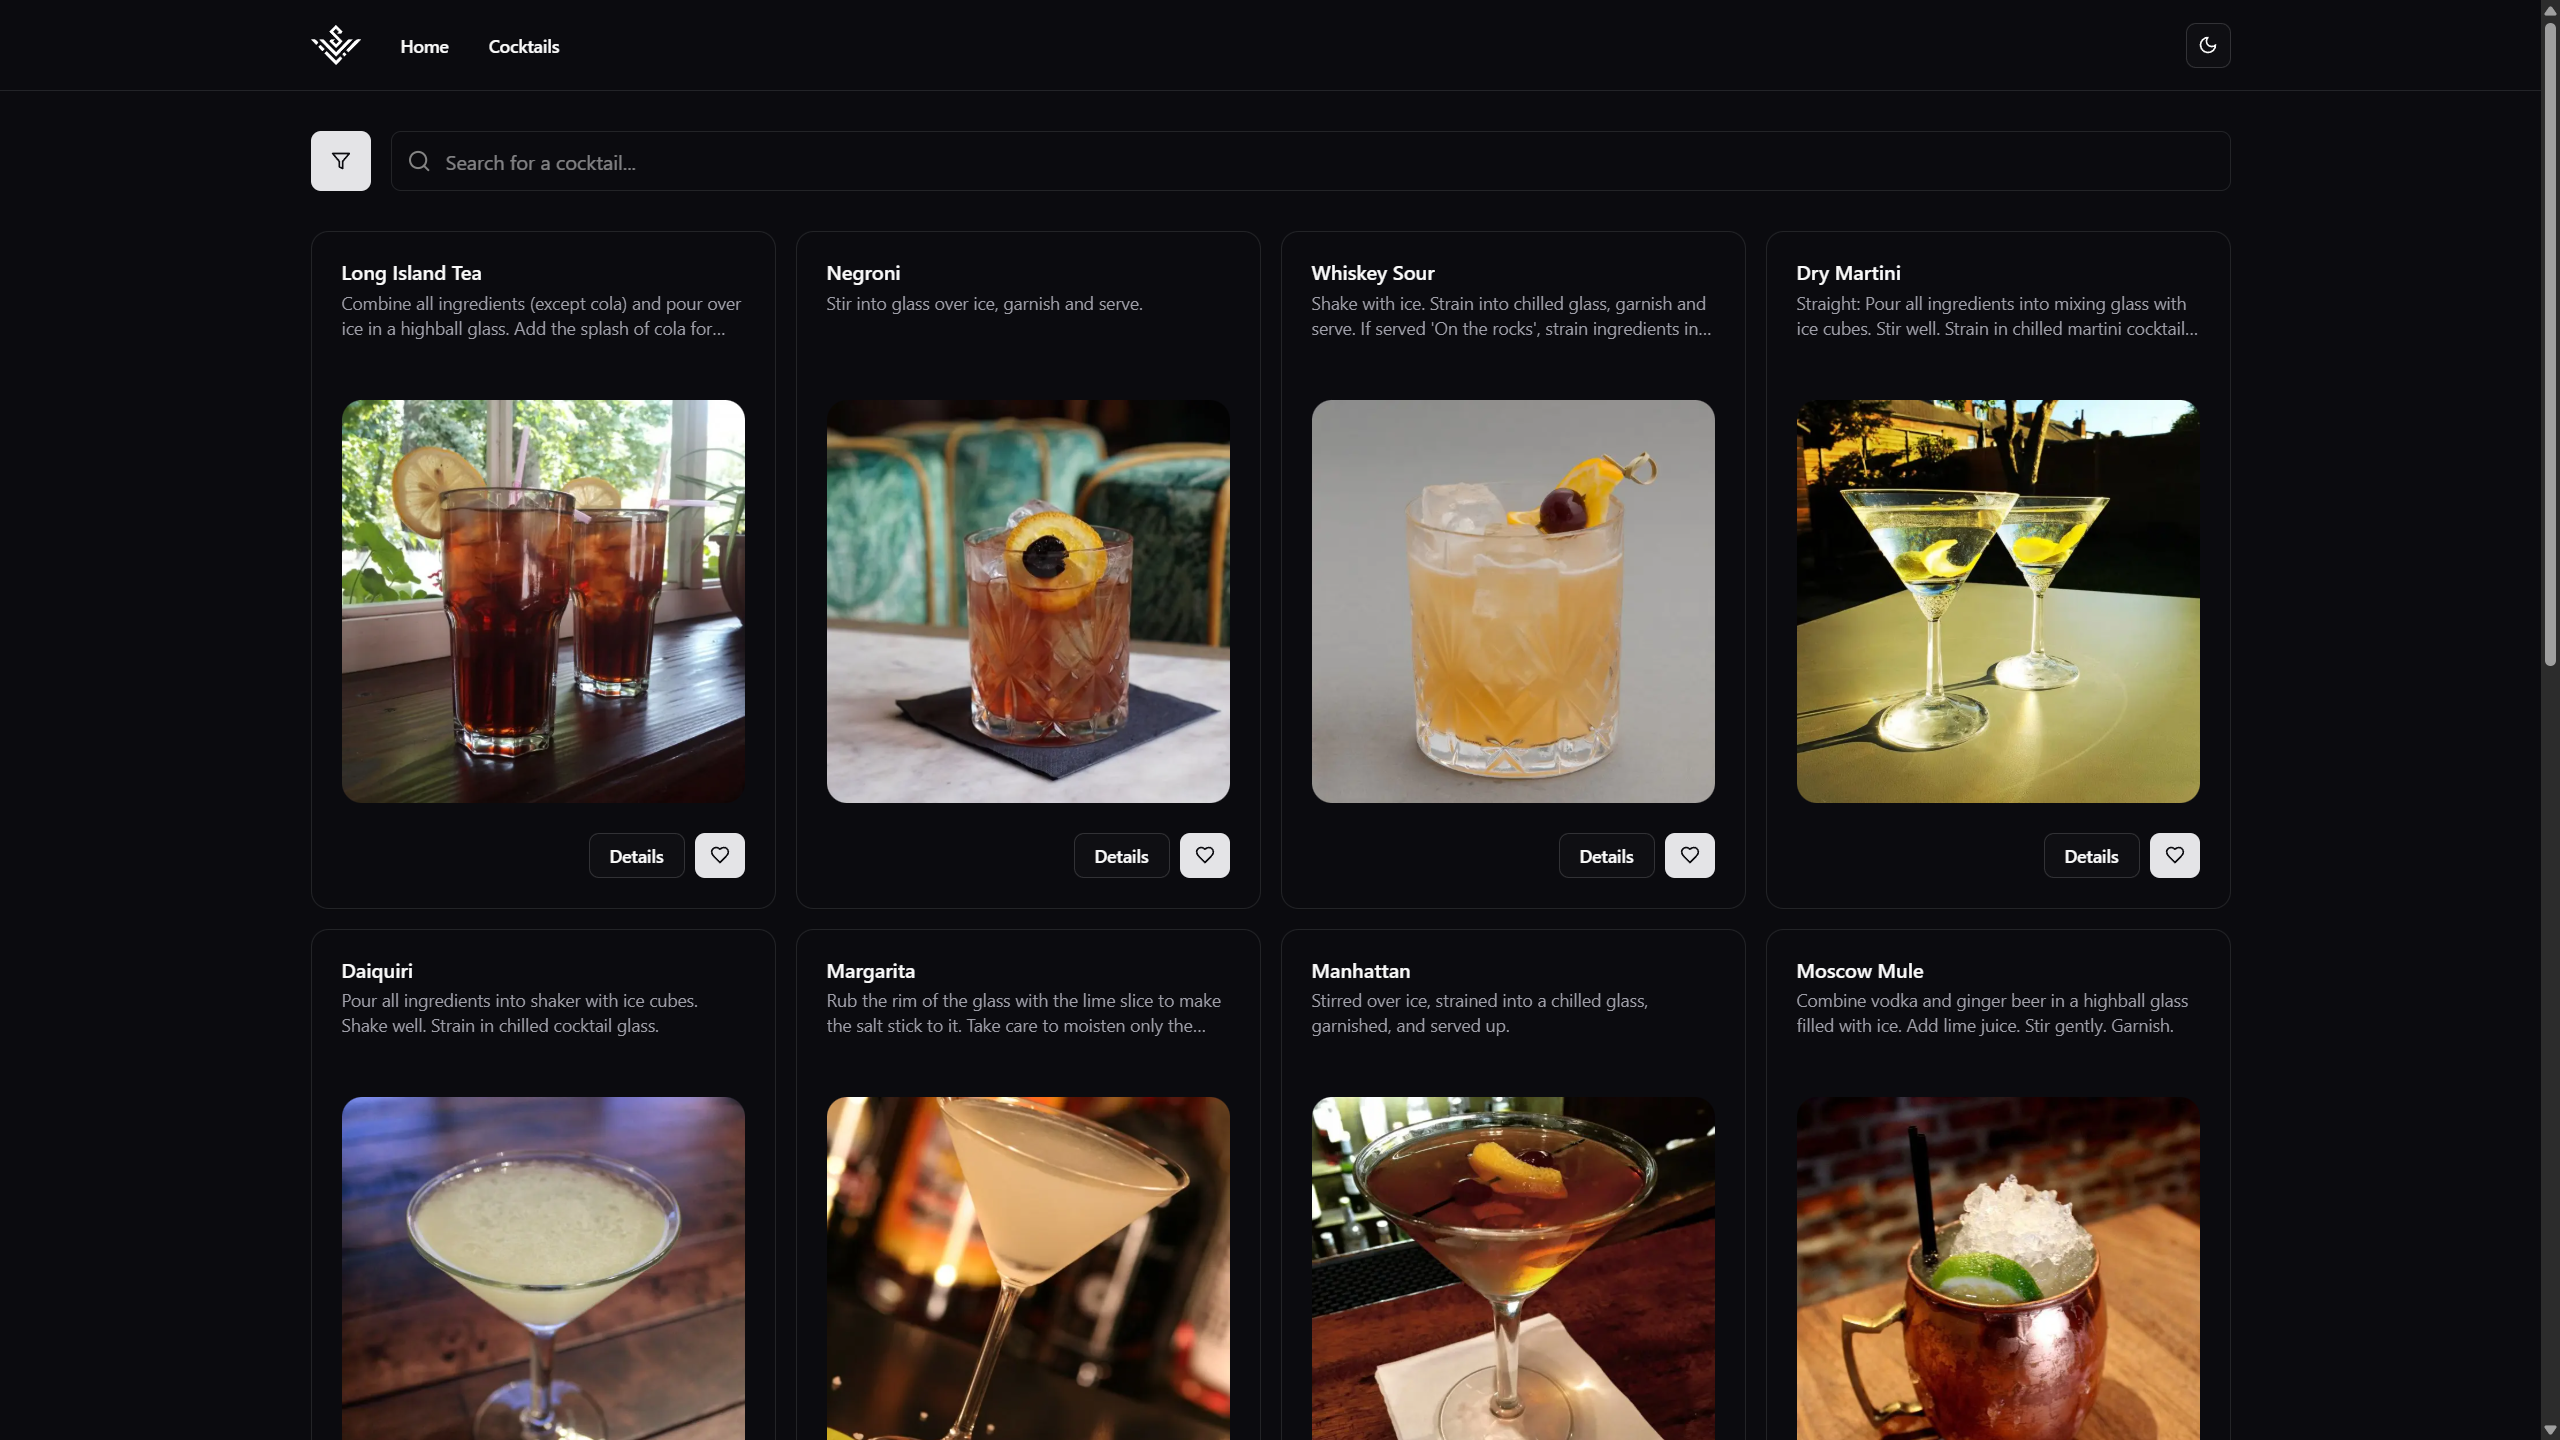 Home
Cocktails
Search for a cocktail...
Long Island Tea
Combine all ingredients (except cola) and pour over
ice in a highball glass. Add the splash of cola for...
Negroni
Stir into glass over ice, garnish and serve.
Whiskey Sour
Shake with ice. Strain into chilled glass, garnish and
serve. If served 'On the rocks', strain ingredients in...
Dry Martini
Straight: Pour all ingredients into mixing glass with
ice cubes. Stir well. Strain in chilled martini cocktail...
Details
Details
Details
Details
Daiquiri
Pour all ingredients into shaker with ice cubes.
Shake well. Strain in chilled cocktail glass.
Margarita
Rub the rim of the glass with the lime slice to make
the salt stick to it. Take care to moisten only the...
Manhattan
Stirred over ice, strained into a chilled glass,
garnished, and served up.
Moscow Mule
Combine vodka and ginger beer in a highball glass
filled with ice. Add lime juice. Stir gently. Garnish.